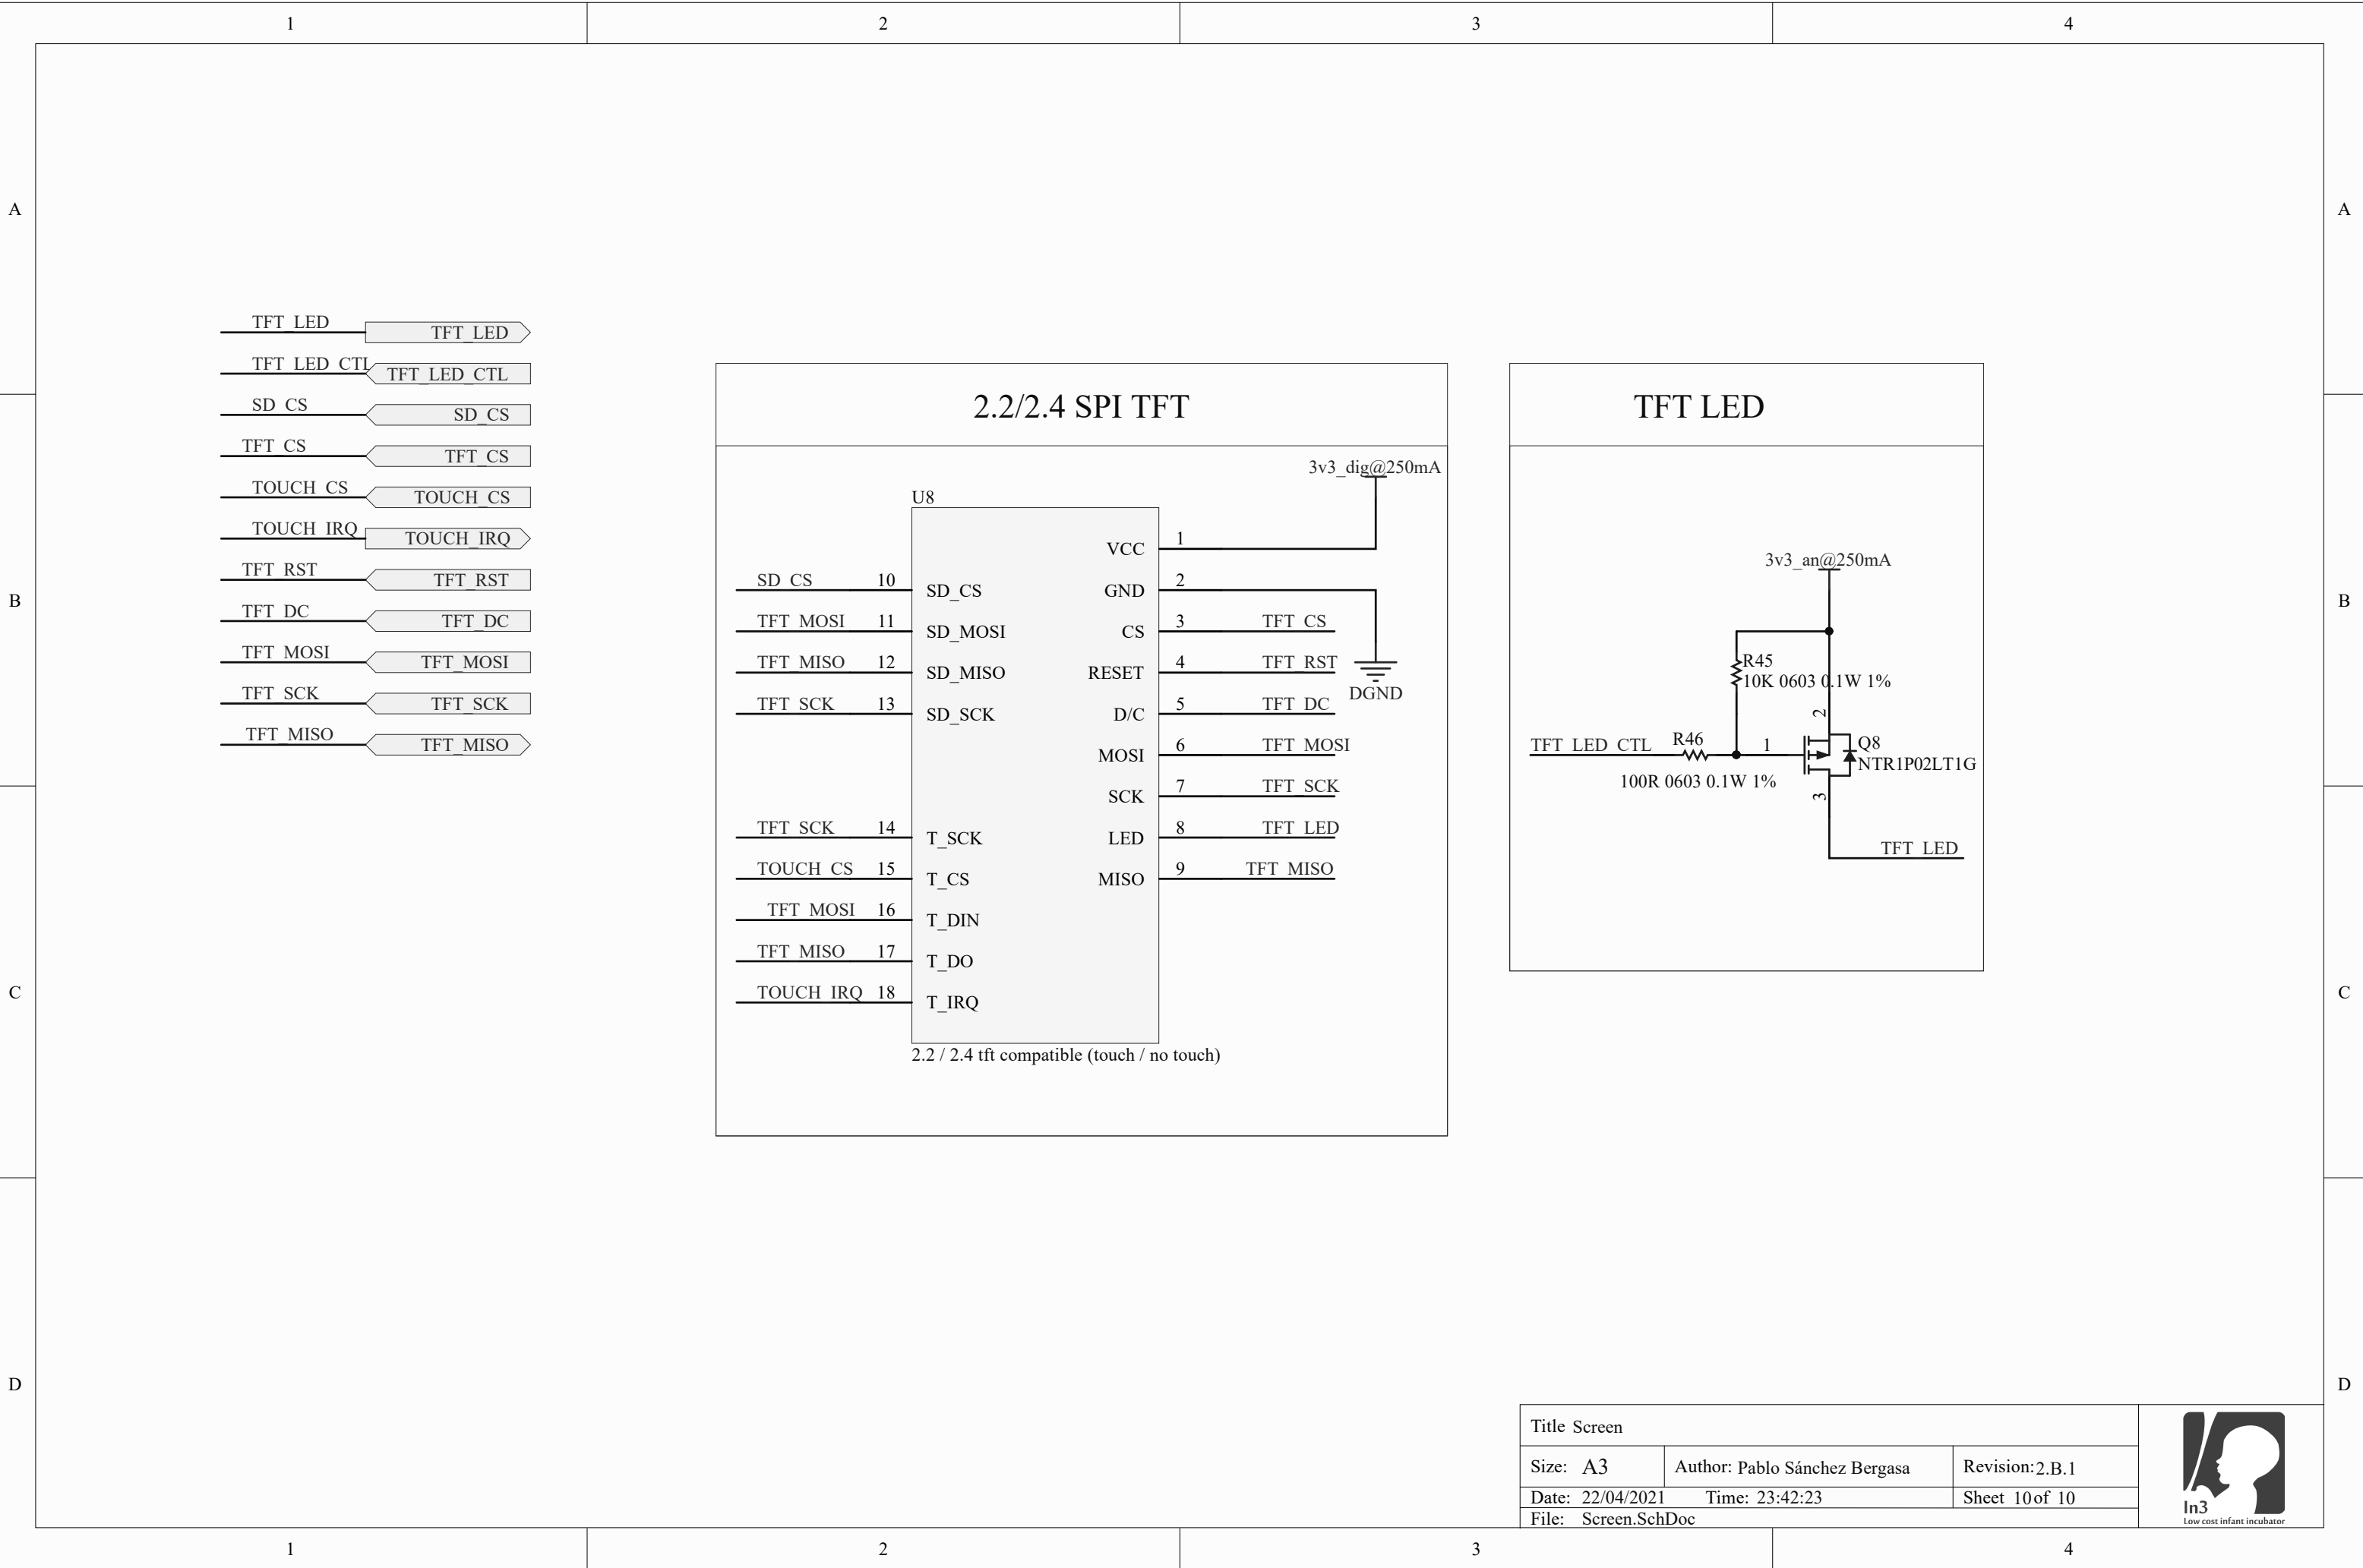 1 2 3 4
A A
B B
C C
D D
TFT_LED TFT_LED
TFT_LED_CTL TFT_LED_CTL
SD_CS SD_CS
TFT_CS TFT_CS
TOUCH_CS TOUCH_CS
TOUCH_IRQ TOUCH_IRQ
TFT_RST TFT_RST
TFT_DC TFT_DC
TFT_MOSI TFT_MOSI
TFT_SCK TFT_SCK
TFT_MISO TFT_MISO
2.2/2.4 SPI TFT
3v3_dig@250mA
U8
VCC 1
SD_CS 10 SD_CS GND 2
TFT_MOSI 11 SD_MOSI CS 3 TFT_CS
TFT_MISO 12 SD_MISO RESET 4 TFT_RST
DGND
TFT_SCK 13 SD_SCK D/C 5 TFT_DC
MOSI 6 TFT_MOSI
SCK 7 TFT_SCK
TFT_SCK 14 T_SCK LED 8 TFT_LED
TOUCH_CS 15 T_CS MISO 9 TFT_MISO
TFT_MOSI 16 T_DIN
TFT_MISO 17 T_DO
TOUCH_IRQ 18 T_IRQ
2.2 / 2.4 tft compatible (touch / no touch)
TFT LED
3v3_an@250mA
R45
10K 0603 0.1W 1%
2
TFT_LED_CTL R46 1 Q8
NTR1P02LT1G
100R 0603 0.1W 1%
3
TFT_LED
Title Screen
Size: A3 Author: Pablo Sánchez Bergasa Revision: 2.B.1
Date: 22/04/2021 Time: 23:42:23 Sheet 10 of 10
File: Screen.SchDoc
In3
Low cost infant incubator
1 2 3 4